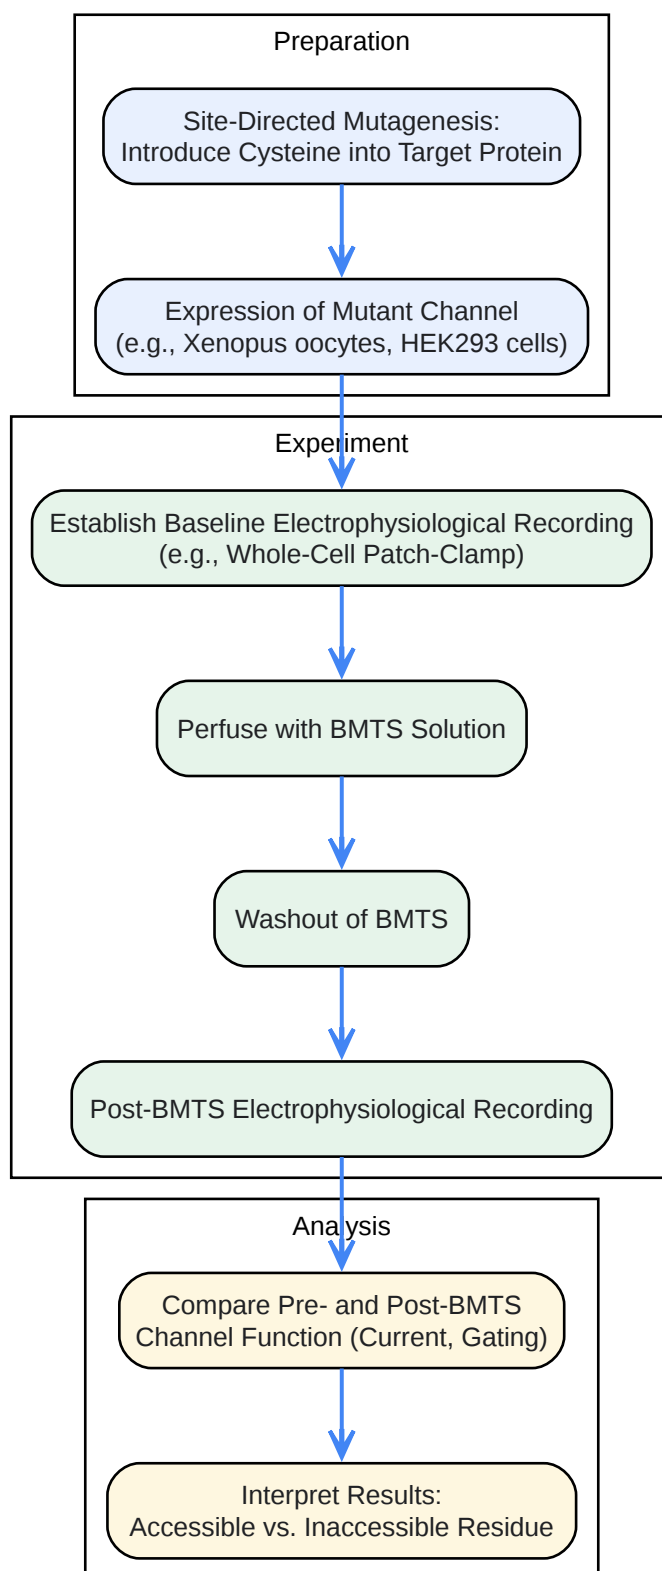 Preparation
Site-Directed Mutagenesis:
Introduce Cysteine into Target Protein
Expression of Mutant Channel
(e.g., Xenopus oocytes, HEK293 cells)
Experiment
Establish Baseline Electrophysiological Recording
(e.g., Whole-Cell Patch-Clamp)
Perfuse with BMTS Solution
Washout of BMTS
Post-BMTS Electrophysiological Recording
Analysis
Compare Pre- and Post-BMTS
Channel Function (Current, Gating)
Interpret Results:
Accessible vs. Inaccessible Residue